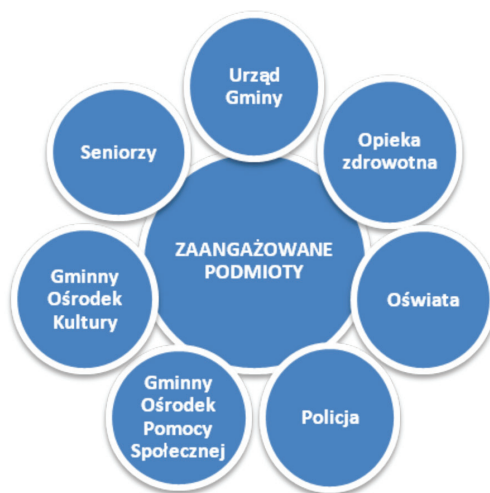 Urząd
Gminy
Opieka
zdrowotna
Oświata
Policja
Gminny
Ośrodek
Pomocy
Społecznej
Gminny
Ośrodek
Kultury
Seniorzy
ZAANGAŻOWANE
PODMIOTY